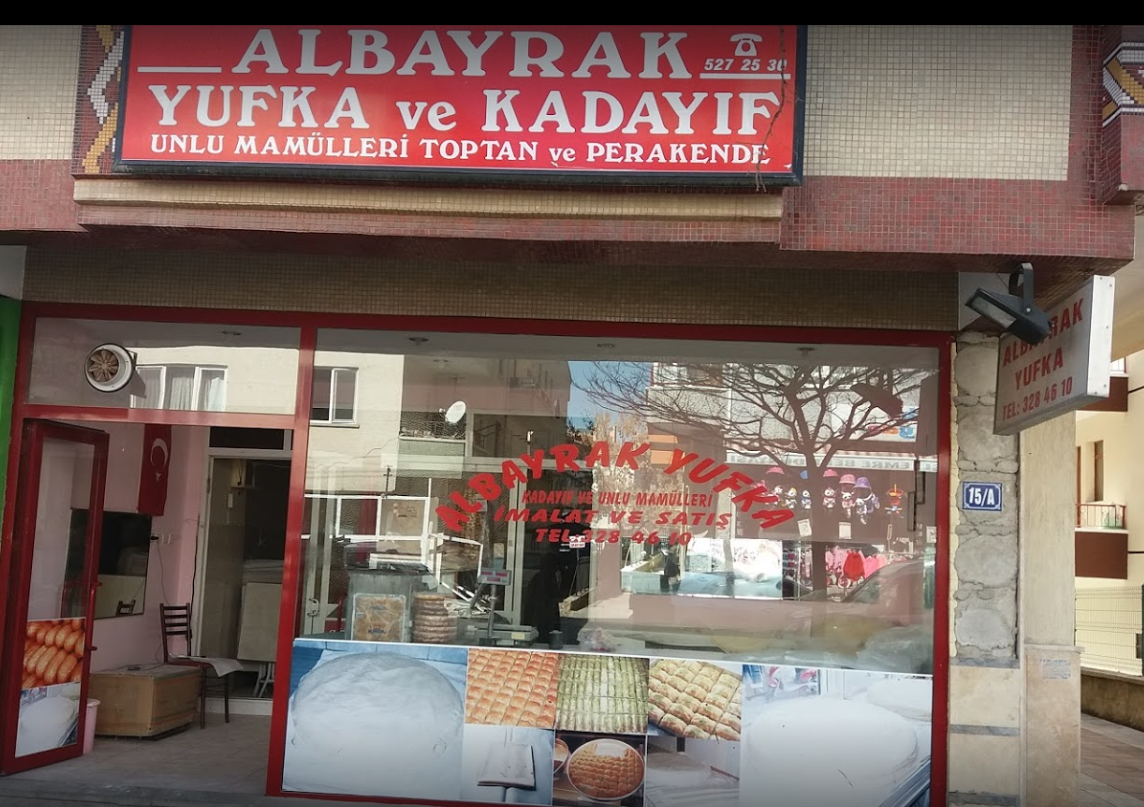 ALBAYRAK
527 25 30
YUFKA ve KADAYIF
UNLU MAMÜLLERİ TOPTAN ve PERAKENDE
ALBAYRAK
YUFKA
TEL: 328 46 10
ALBAYRAK YUFKA
KADAYIF VE UNLU MAMÜLLERİ
İMALAT VE SATIŞ
TEL: 328 46 10
15/A